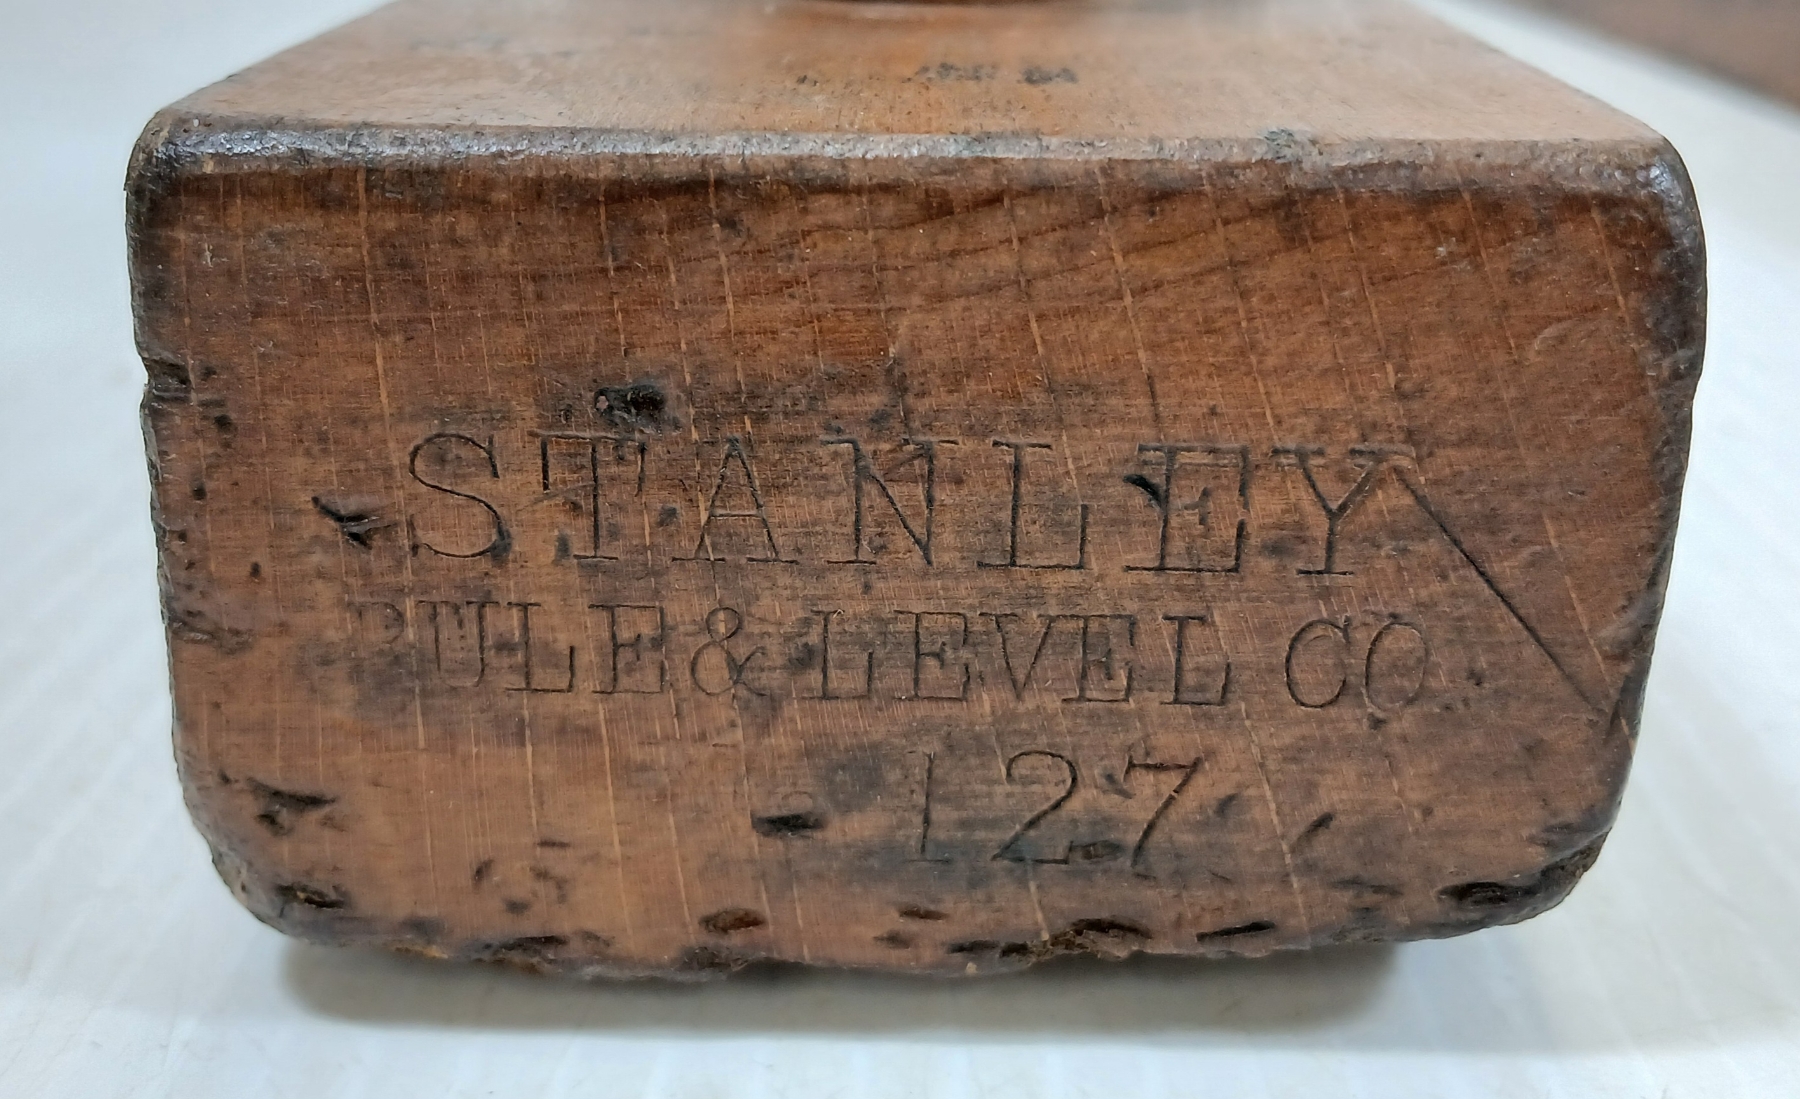 STANLEY
RULE & LEVEL CO
127